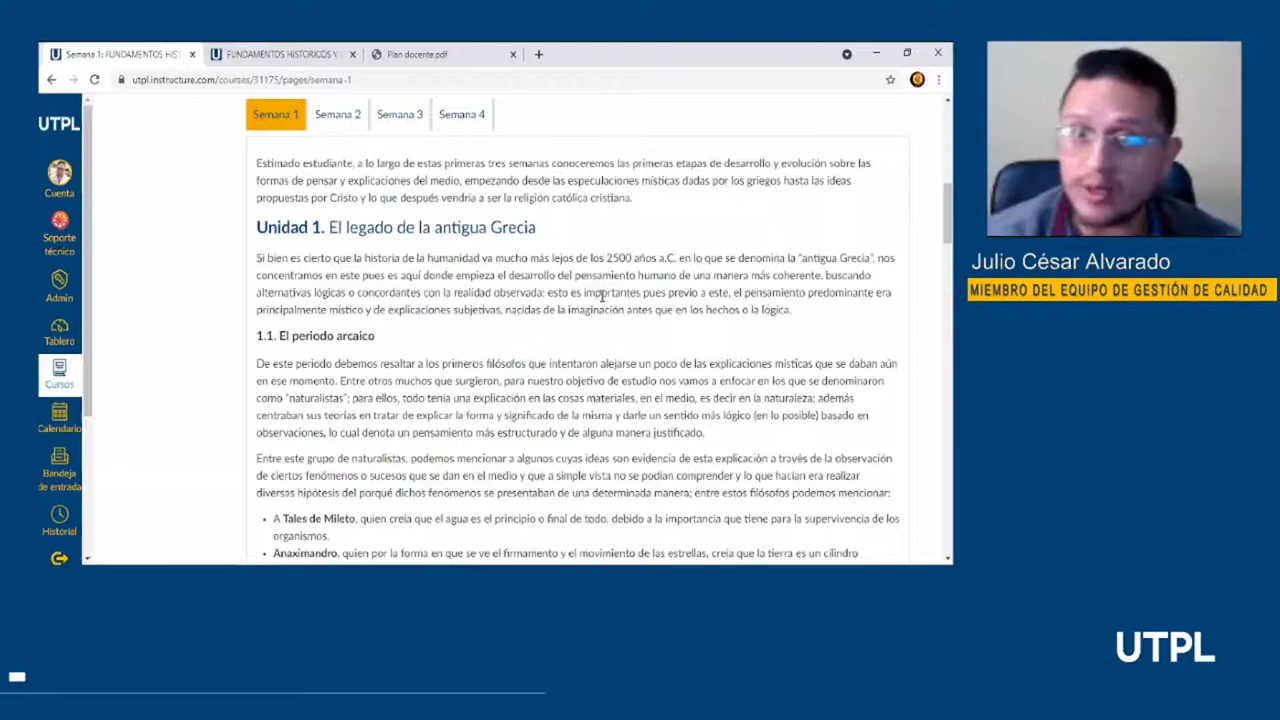 Semana 1: FUNDAMENTOS HIS
FUNDAMENTOS HISTORICOS Y
Plan docente.pdf
utpl.instructure.com/courses/31175/pages/semana-1
UTPL
Cuenta
Soporte
técnico
Admin
Tablero
Cursos
Calendario
Bandeja
de entrada
Historial
Semana 1
Semana 2
Semana 3
Semana 4
Estimado estudiante, a lo largo de estas primeras tres semanas conoceremos las primeras etapas de desarrollo y evolución sobre las
formas de pensar y explicaciones del medio, empezando desde las especulaciones místicas dadas por los griegos hasta las ideas
propuestas por Cristo y lo que después vendría a ser la religión católica cristiana.
Unidad 1. El legado de la antigua Grecia
Si bien es cierto que la historia de la humanidad va mucho más lejos de los 2500 años a.C. en lo que se denomina la “antigua Grecia”, nos
concentramos en este pues es aquí donde empieza el desarrollo del pensamiento humano de una manera más coherente, buscando
alternativas lógicas o concordantes con la realidad observada; esto es importantes pues previo a este, el pensamiento predominante era
principalmente místico y de explicaciones subjetivas, nacidas de la imaginación antes que en los hechos o la lógica.
1.1. El periodo arcaico
De este periodo debemos resaltar a los primeros filósofos que intentaron alejarse un poco de las explicaciones místicas que se daban aún
en ese momento. Entre otros muchos que surgieron, para nuestro objetivo de estudio nos vamos a enfocar en los que se denominaron
como “naturalistas”; para ellos, todo tenía una explicación en las cosas materiales, en el medio, es decir en la naturaleza; además
centraban sus teorías en tratar de explicar la forma y significado de la misma y darle un sentido más lógico (en lo posible) basado en
observaciones, lo cual denota un pensamiento más estructurado y de alguna manera justificado.
Entre este grupo de naturalistas, podemos mencionar a algunos cuyas ideas son evidencia de esta explicación a través de la observación
de ciertos fenómenos o sucesos que se dan en el medio y que a simple vista no se podían comprender y lo que hacían era realizar
diversas hipótesis del porqué dichos fenómenos se presentaban de una determinada manera; entre estos filósofos podemos mencionar:
• A Tales de Mileto, quien creía que el agua es el principio o final de todo, debido a la importancia que tiene para la supervivencia de los
organismos.
• Anaximandro, quien por la forma en que se ve el firmamento y el movimiento de las estrellas, creía que la tierra es un cilindro
Julio César Alvarado
MIEMBRO DEL EQUIPO DE GESTIÓN DE CALIDAD
UTPL